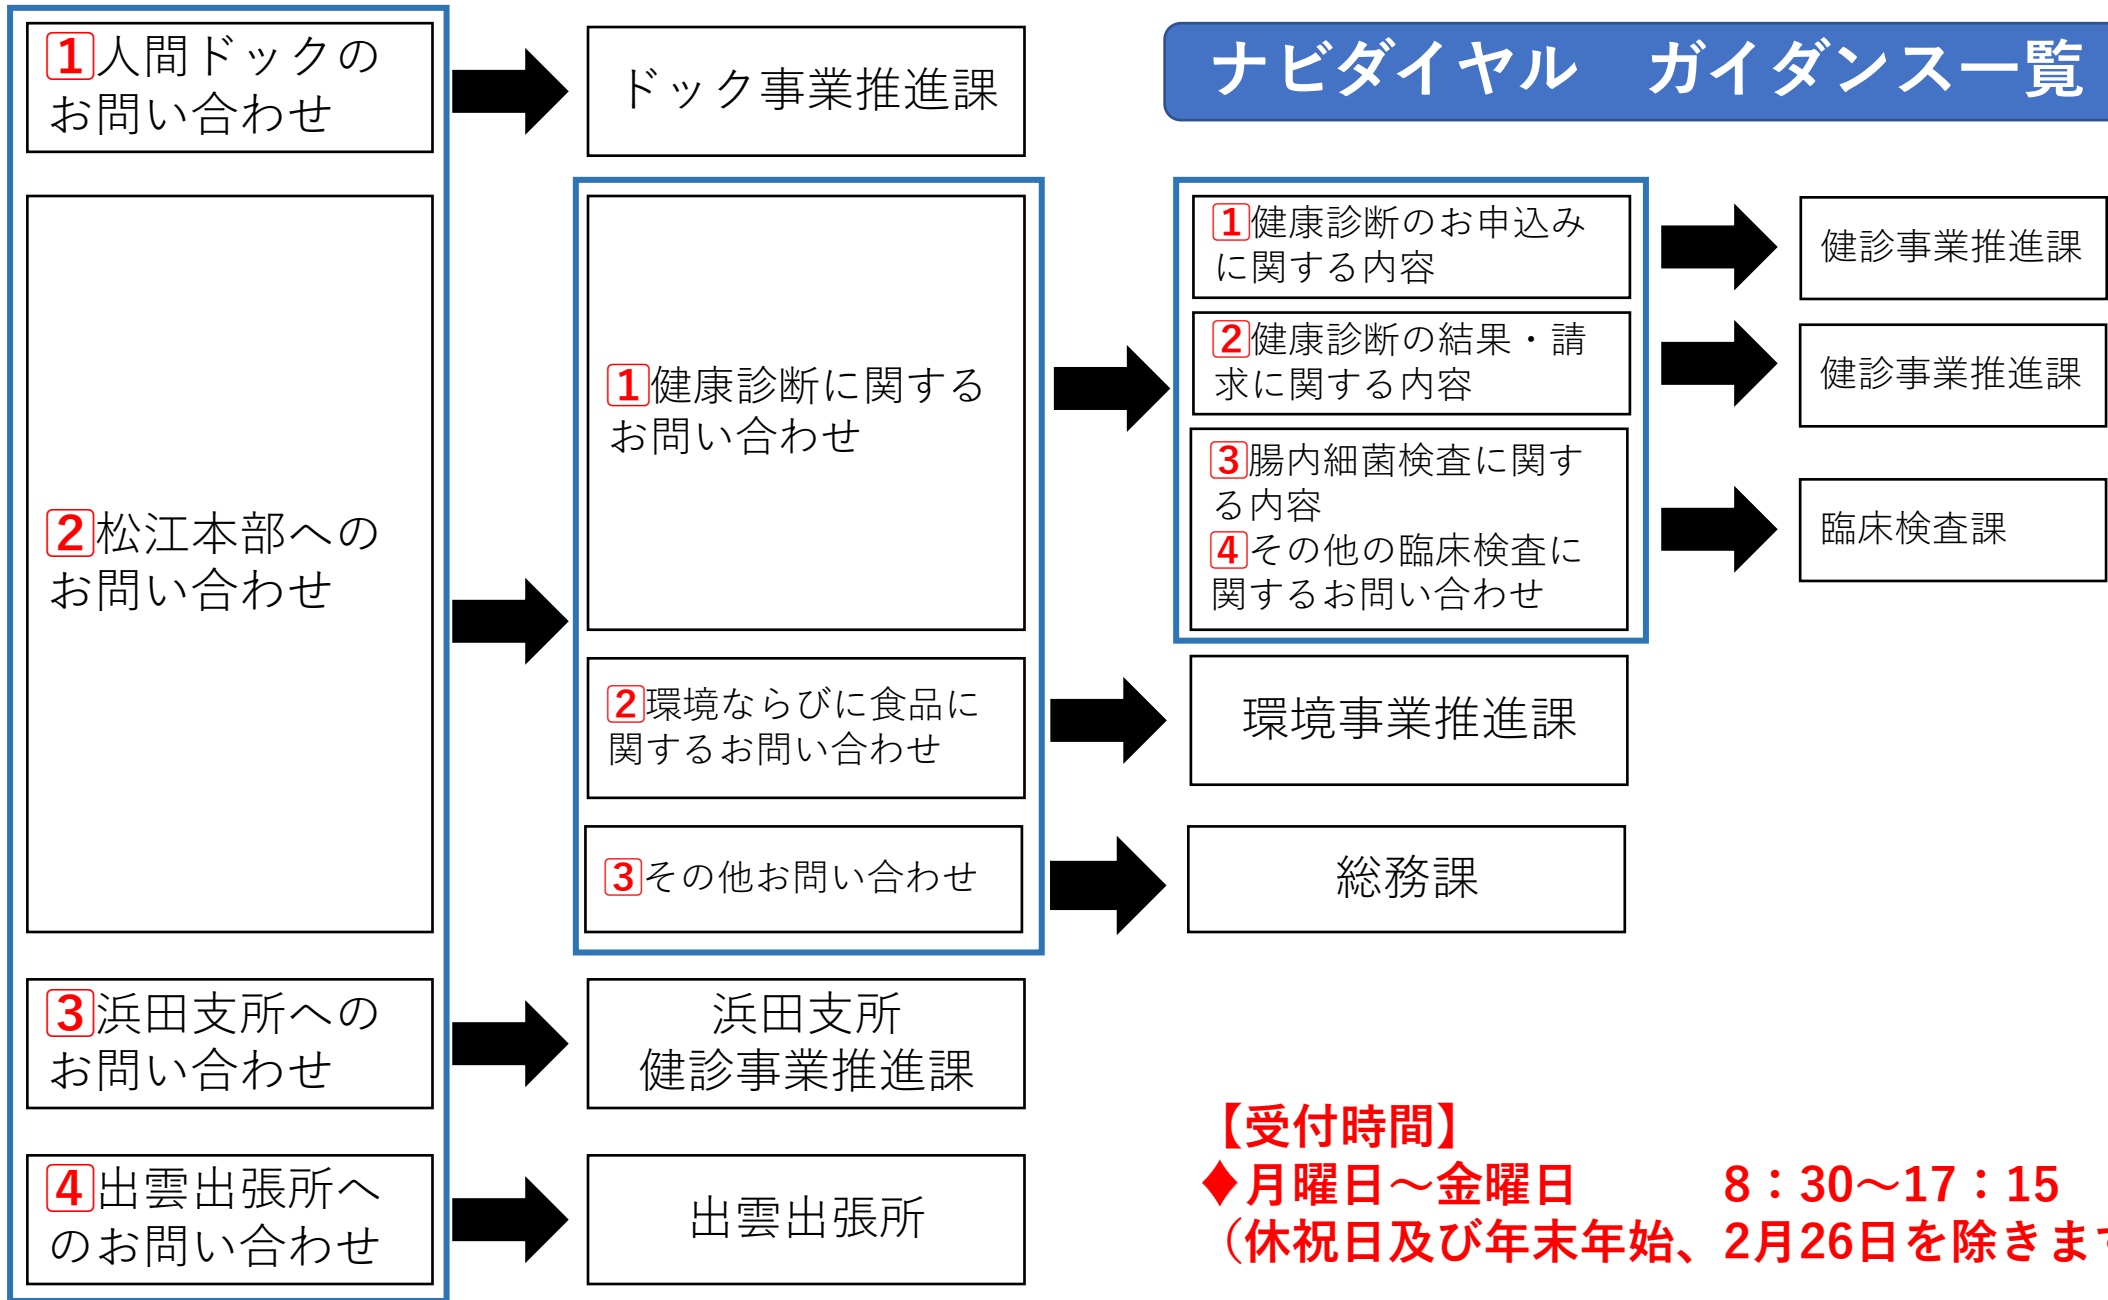 ナビダイヤル　ガイダンス一覧
1人間ドックの
お問い合わせ
ドック事業推進課
2松江本部への
お問い合わせ
1健康診断に関する
お問い合わせ
1健康診断のお申込み
に関する内容
健診事業推進課
2健康診断の結果・請
求に関する内容
健診事業推進課
3腸内細菌検査に関す
る内容
4その他の臨床検査に
関するお問い合わせ
臨床検査課
2環境ならびに食品に
関するお問い合わせ
環境事業推進課
3その他お問い合わせ
総務課
3浜田支所への
お問い合わせ
浜田支所
健診事業推進課
4出雲出張所へ
のお問い合わせ
出雲出張所
【受付時間】
♦月曜日～金曜日　　　8：30～17：15
（休祝日及び年末年始、2月26日を除きます